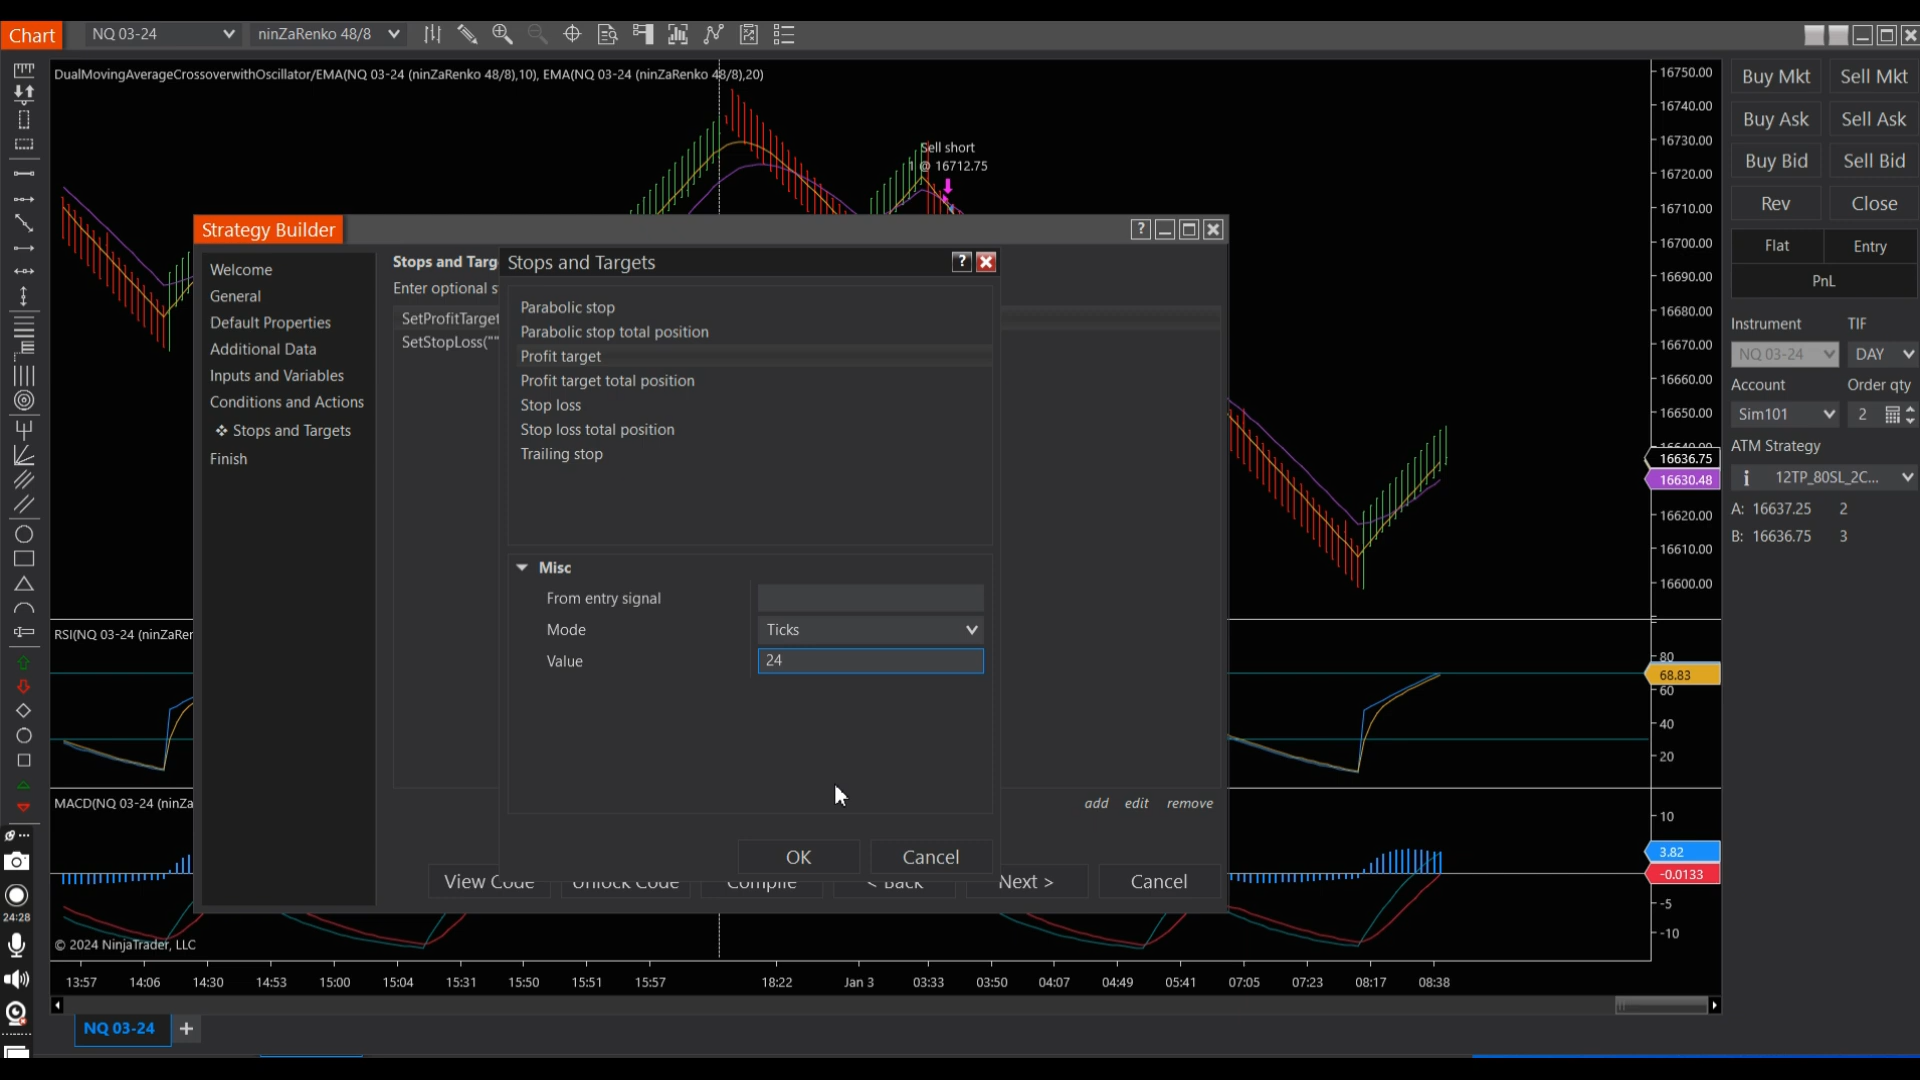 Chart
NQ 03-24
ninZaRenko 48/8
DualMovingAverageCrossoverwithOscillator/EMA(NQ 03-24 (ninZaRenko 48/8),10), EMA(NQ 03-24 (ninZaRenko 48/8),20)
Sell short
1 @ 16712.75
Strategy Builder
Welcome
General
Default Properties
Additional Data
Inputs and Variables
Conditions and Actions
Stops and Targets
Finish
Stops and Targ
Enter optional s
SetProfitTarget
SetStopLoss(""
Stops and Targets
Parabolic stop
Parabolic stop total position
Profit target
Profit target total position
Stop loss
Stop loss total position
Trailing stop
Misc
From entry signal
Mode
Ticks
Value
24
OK
Cancel
add edit remove
View Code
Unlock Code
Compile
< Back
Next >
Cancel
RSI(NQ 03-24 (ninZaRer
MACD(NQ 03-24 (ninZa
© 2024 NinjaTrader, LLC
16750.00
16740.00
16730.00
16720.00
16710.00
16700.00
16690.00
16680.00
16670.00
16660.00
16650.00
16640.00
16636.75
16630.48
16620.00
16610.00
16600.00
80
68.83
60
40
20
10
3.82
-0.0133
-5
-10
13:57 14:06 14:30 14:53 15:00 15:04 15:31 15:50 15:51 15:57 18:22 Jan 3 03:33 03:50 04:07 04:49 05:41 07:05 07:23 08:17 08:38
NQ 03-24
+
24:28
Buy Mkt Sell Mkt
Buy Ask Sell Ask
Buy Bid Sell Bid
Rev Close
Flat Entry
PnL
Instrument TIF
NQ 03-24 DAY
Account Order qty
Sim101 2
ATM Strategy
12TP_80SL_2C...
A: 16637.25 2
B: 16636.75 3